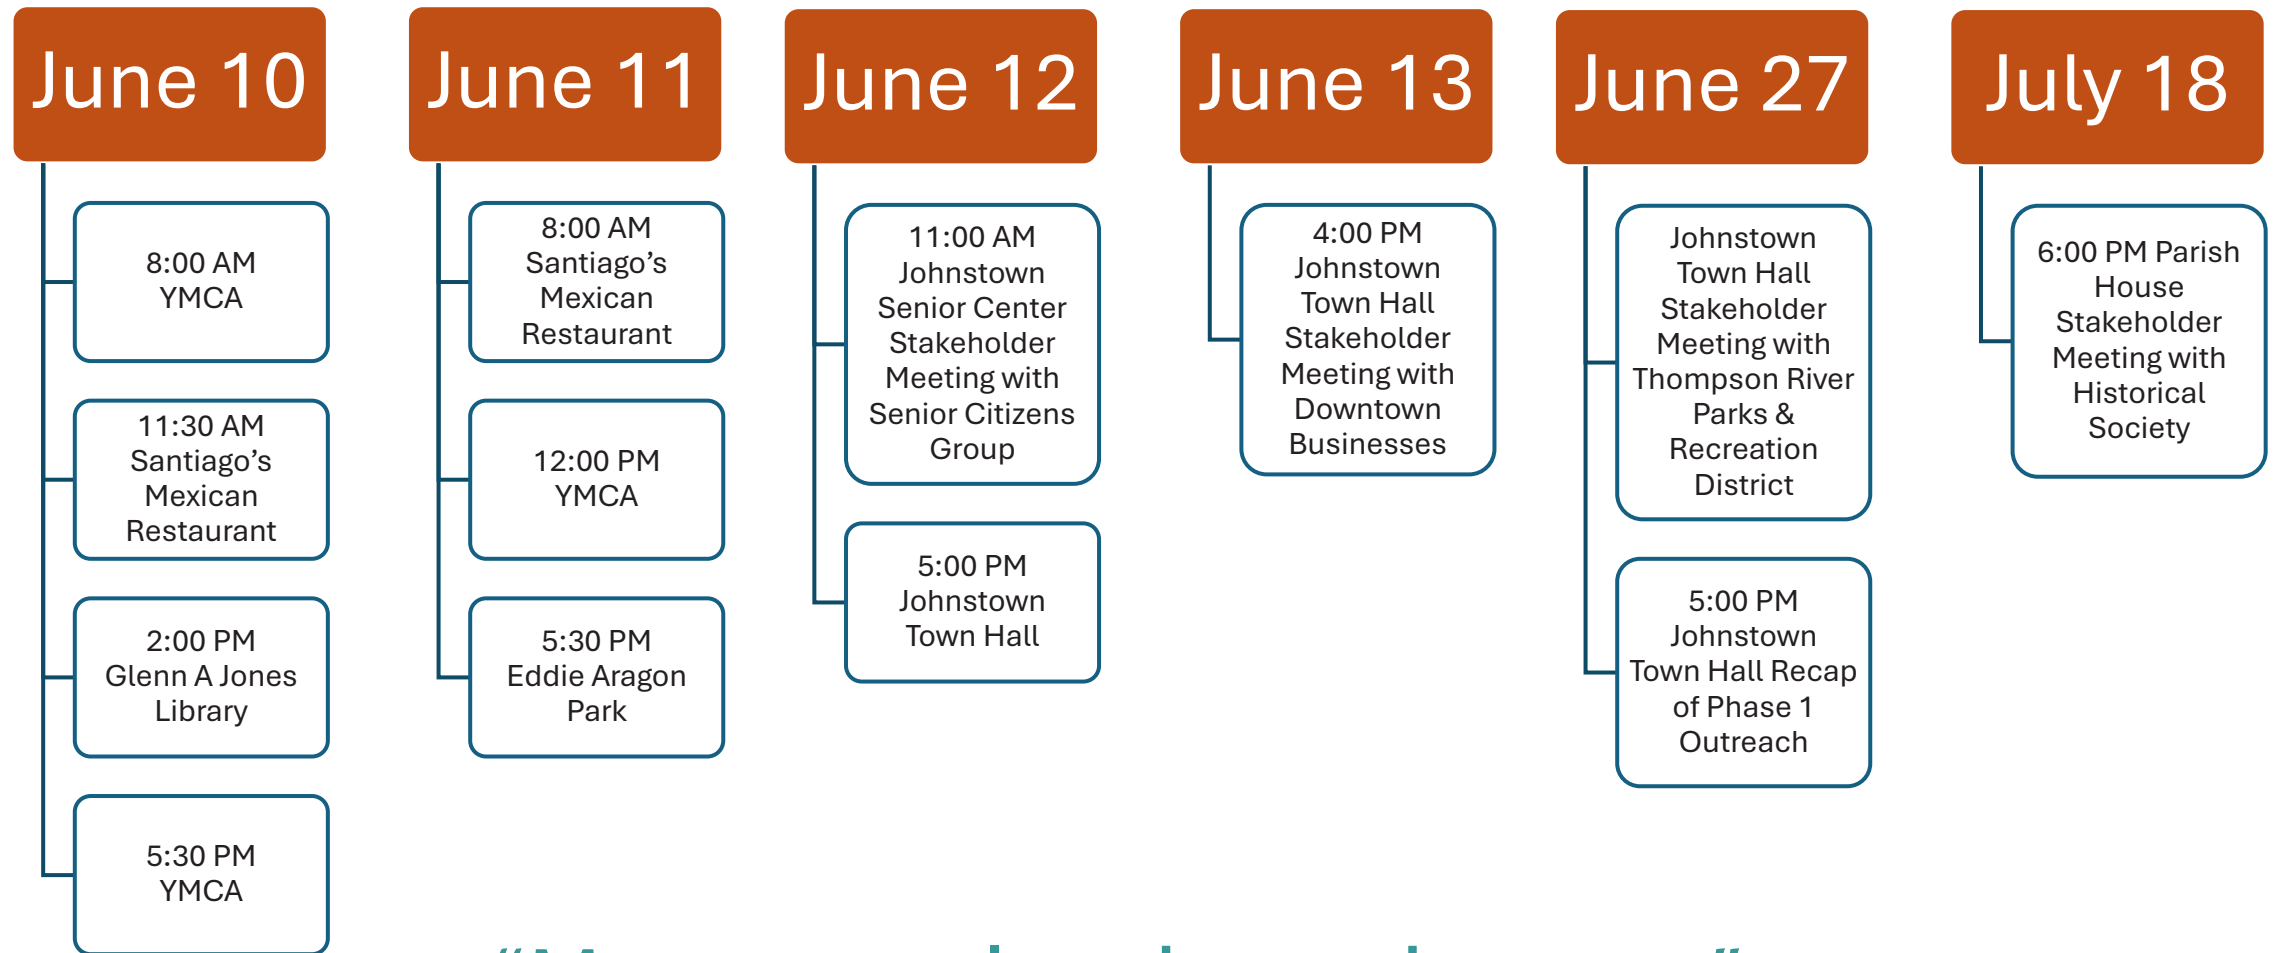 June 10
8:00 AM
YMCA
11:30 AM
Santiago’s
Mexican
Restaurant
2:00 PM
Glenn A Jones
Library
5:30 PM
YMCA
June 11
8:00 AM
Santiago’s
Mexican
Restaurant
12:00 PM
YMCA
5:30 PM
Eddie Aragon
Park
June 12
11:00 AM
Johnstown
Senior Center
Stakeholder
Meeting with
Senior Citizens
Group
5:00 PM
Johnstown
Town Hall
June 13
4:00 PM
Johnstown
Town Hall
Stakeholder
Meeting with
Downtown
Businesses
June 27
Johnstown
Town Hall
Stakeholder
Meeting with
Thompson River
Parks &
Recreation
District
5:00 PM
Johnstown
Town Hall Recap
of Phase 1
Outreach
July 18
6:00 PM Parish
House
Stakeholder
Meeting with
Historical
Society